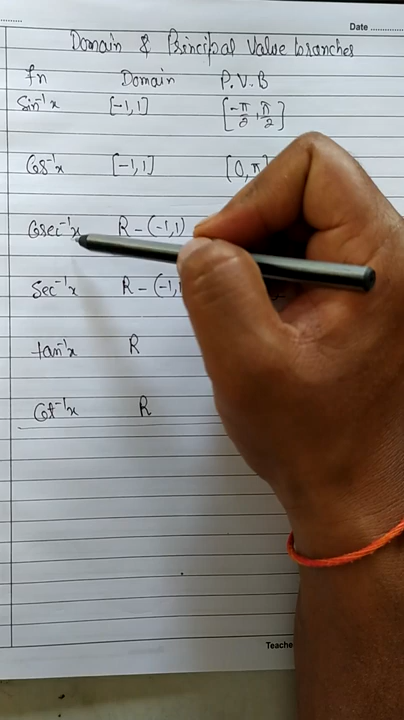 Date ............
Domain & Principal Value branches
fn Domain P.V.B
Sin⁻¹x [-1,1] [-π/2, π/2]
Cos⁻¹x [-1,1] [0,π]
Cosec⁻¹x R - (-1,1)
Sec⁻¹x R - (-1,1
tan⁻¹x R
Cot⁻¹x R
Teache